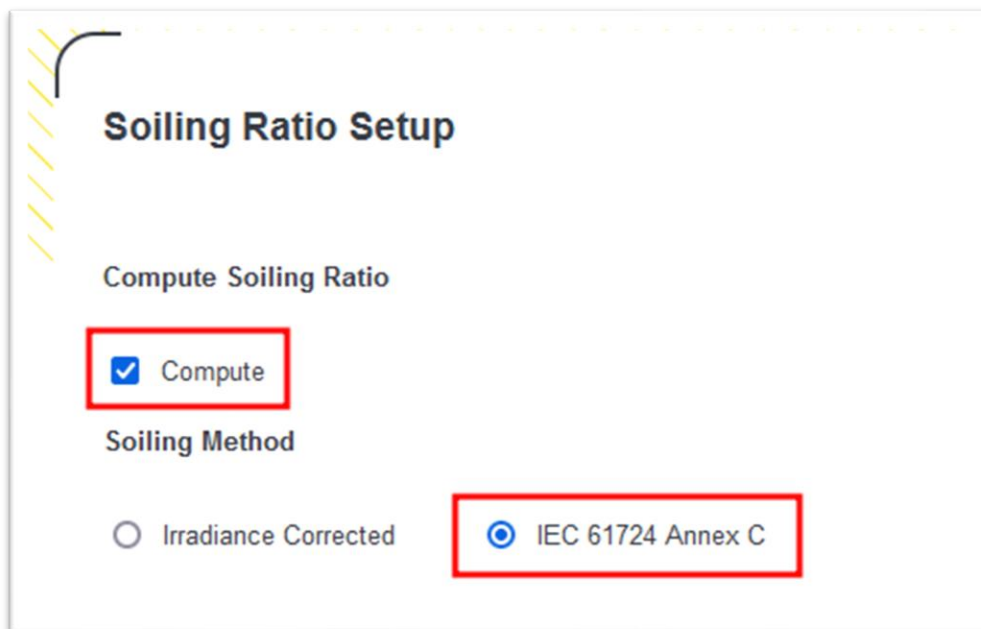 Soiling Ratio Setup
Compute Soiling Ratio
Compute
Soiling Method
Irradiance Corrected IEC 61724 Annex C